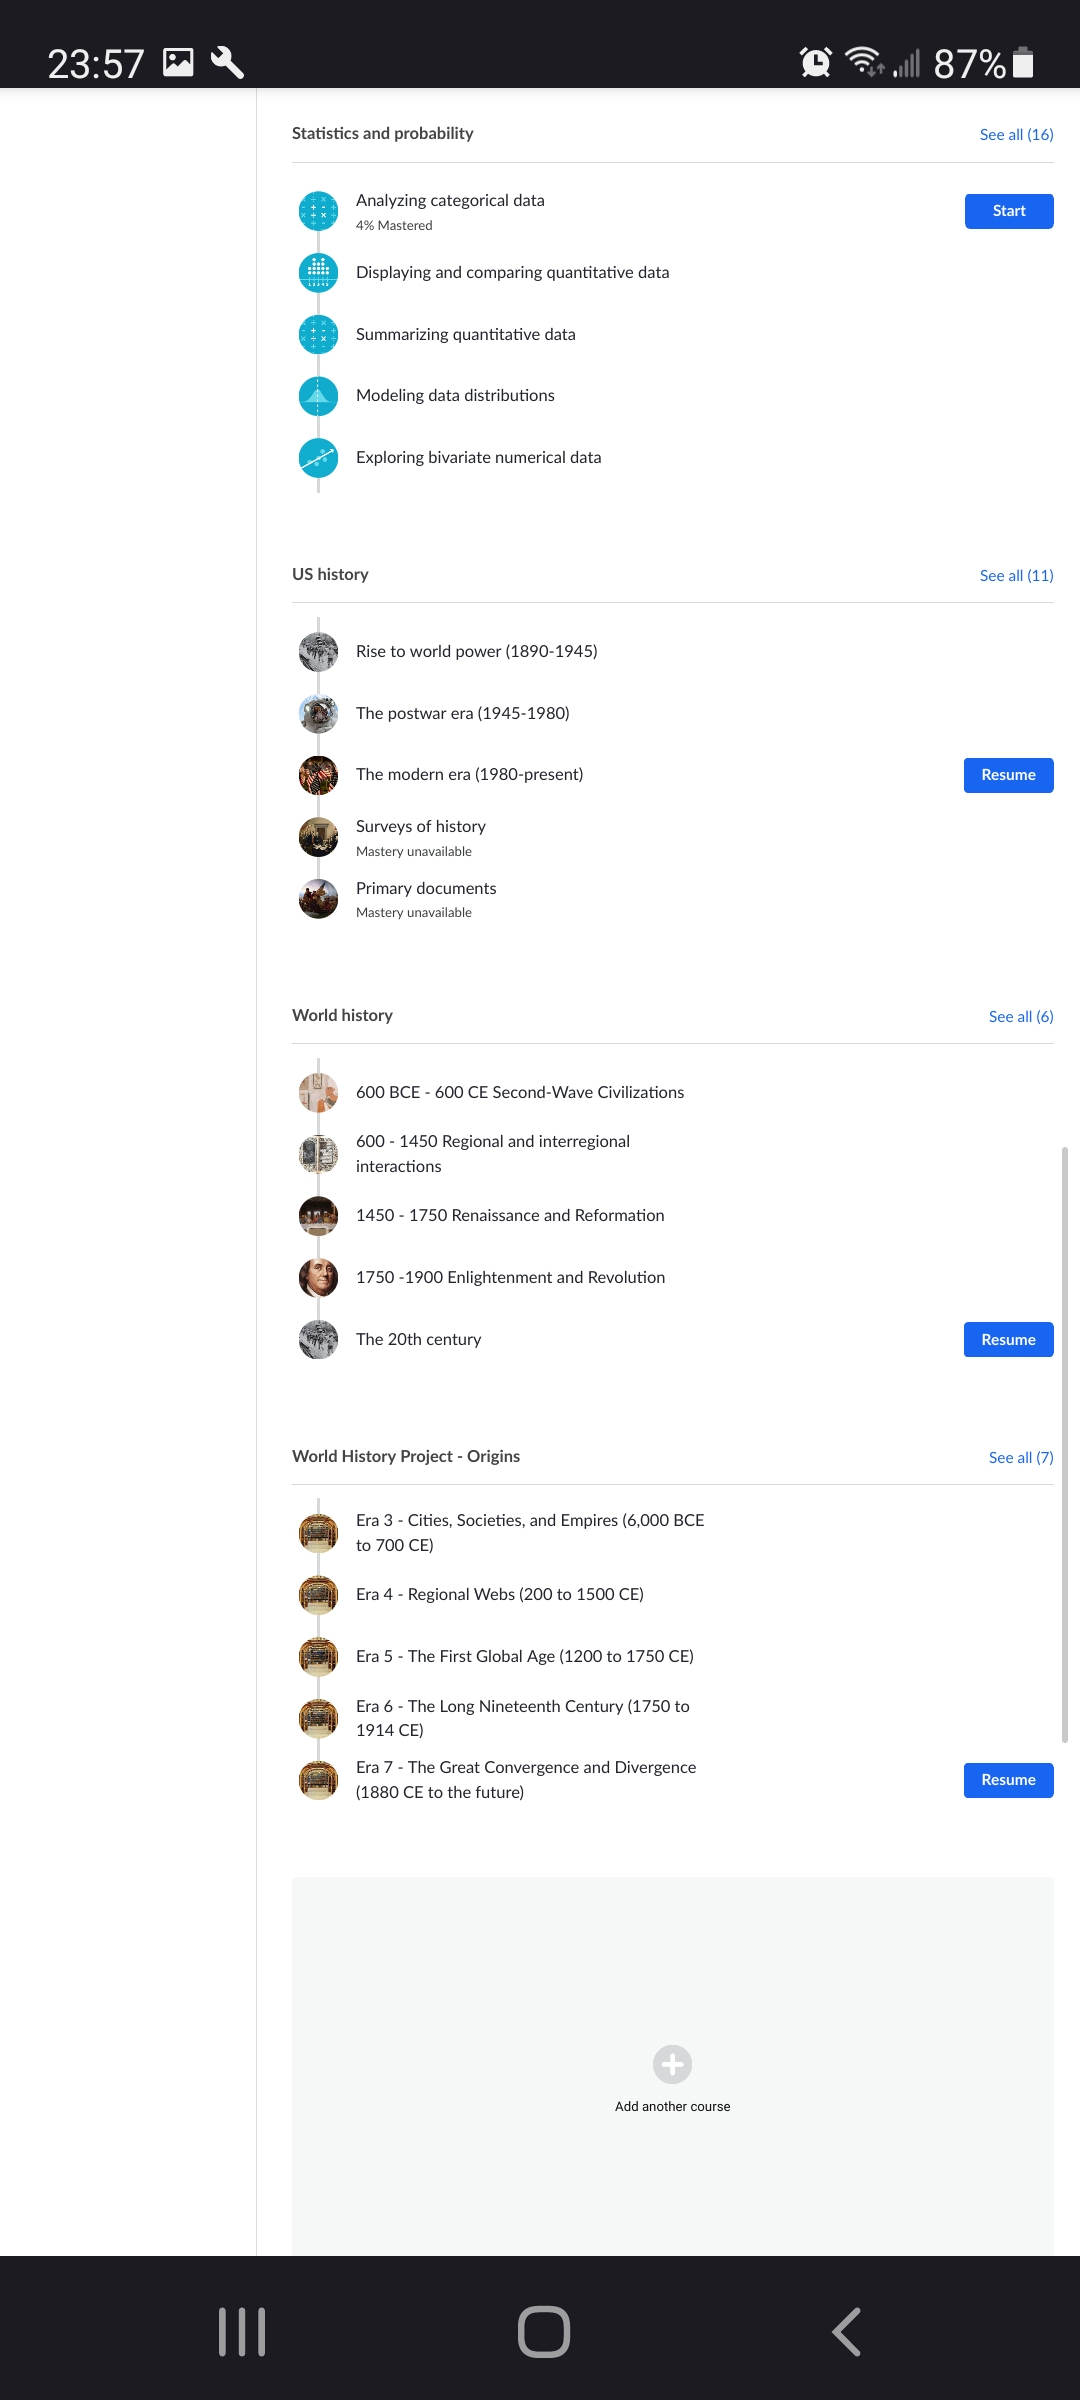 23:57
87%
Statistics and probability
See all (16)
Analyzing categorical data
4% Mastered
Start
Displaying and comparing quantitative data
Summarizing quantitative data
Modeling data distributions
Exploring bivariate numerical data
US history
See all (11)
Rise to world power (1890-1945)
The postwar era (1945-1980)
The modern era (1980-present)
Resume
Surveys of history
Mastery unavailable
Primary documents
Mastery unavailable
World history
See all (6)
600 BCE - 600 CE Second-Wave Civilizations
600 - 1450 Regional and interregional
interactions
1450 - 1750 Renaissance and Reformation
1750 -1900 Enlightenment and Revolution
The 20th century
Resume
World History Project - Origins
See all (7)
Era 3 - Cities, Societies, and Empires (6,000 BCE
to 700 CE)
Era 4 - Regional Webs (200 to 1500 CE)
Era 5 - The First Global Age (1200 to 1750 CE)
Era 6 - The Long Nineteenth Century (1750 to
1914 CE)
Era 7 - The Great Convergence and Divergence
(1880 CE to the future)
Resume
Add another course